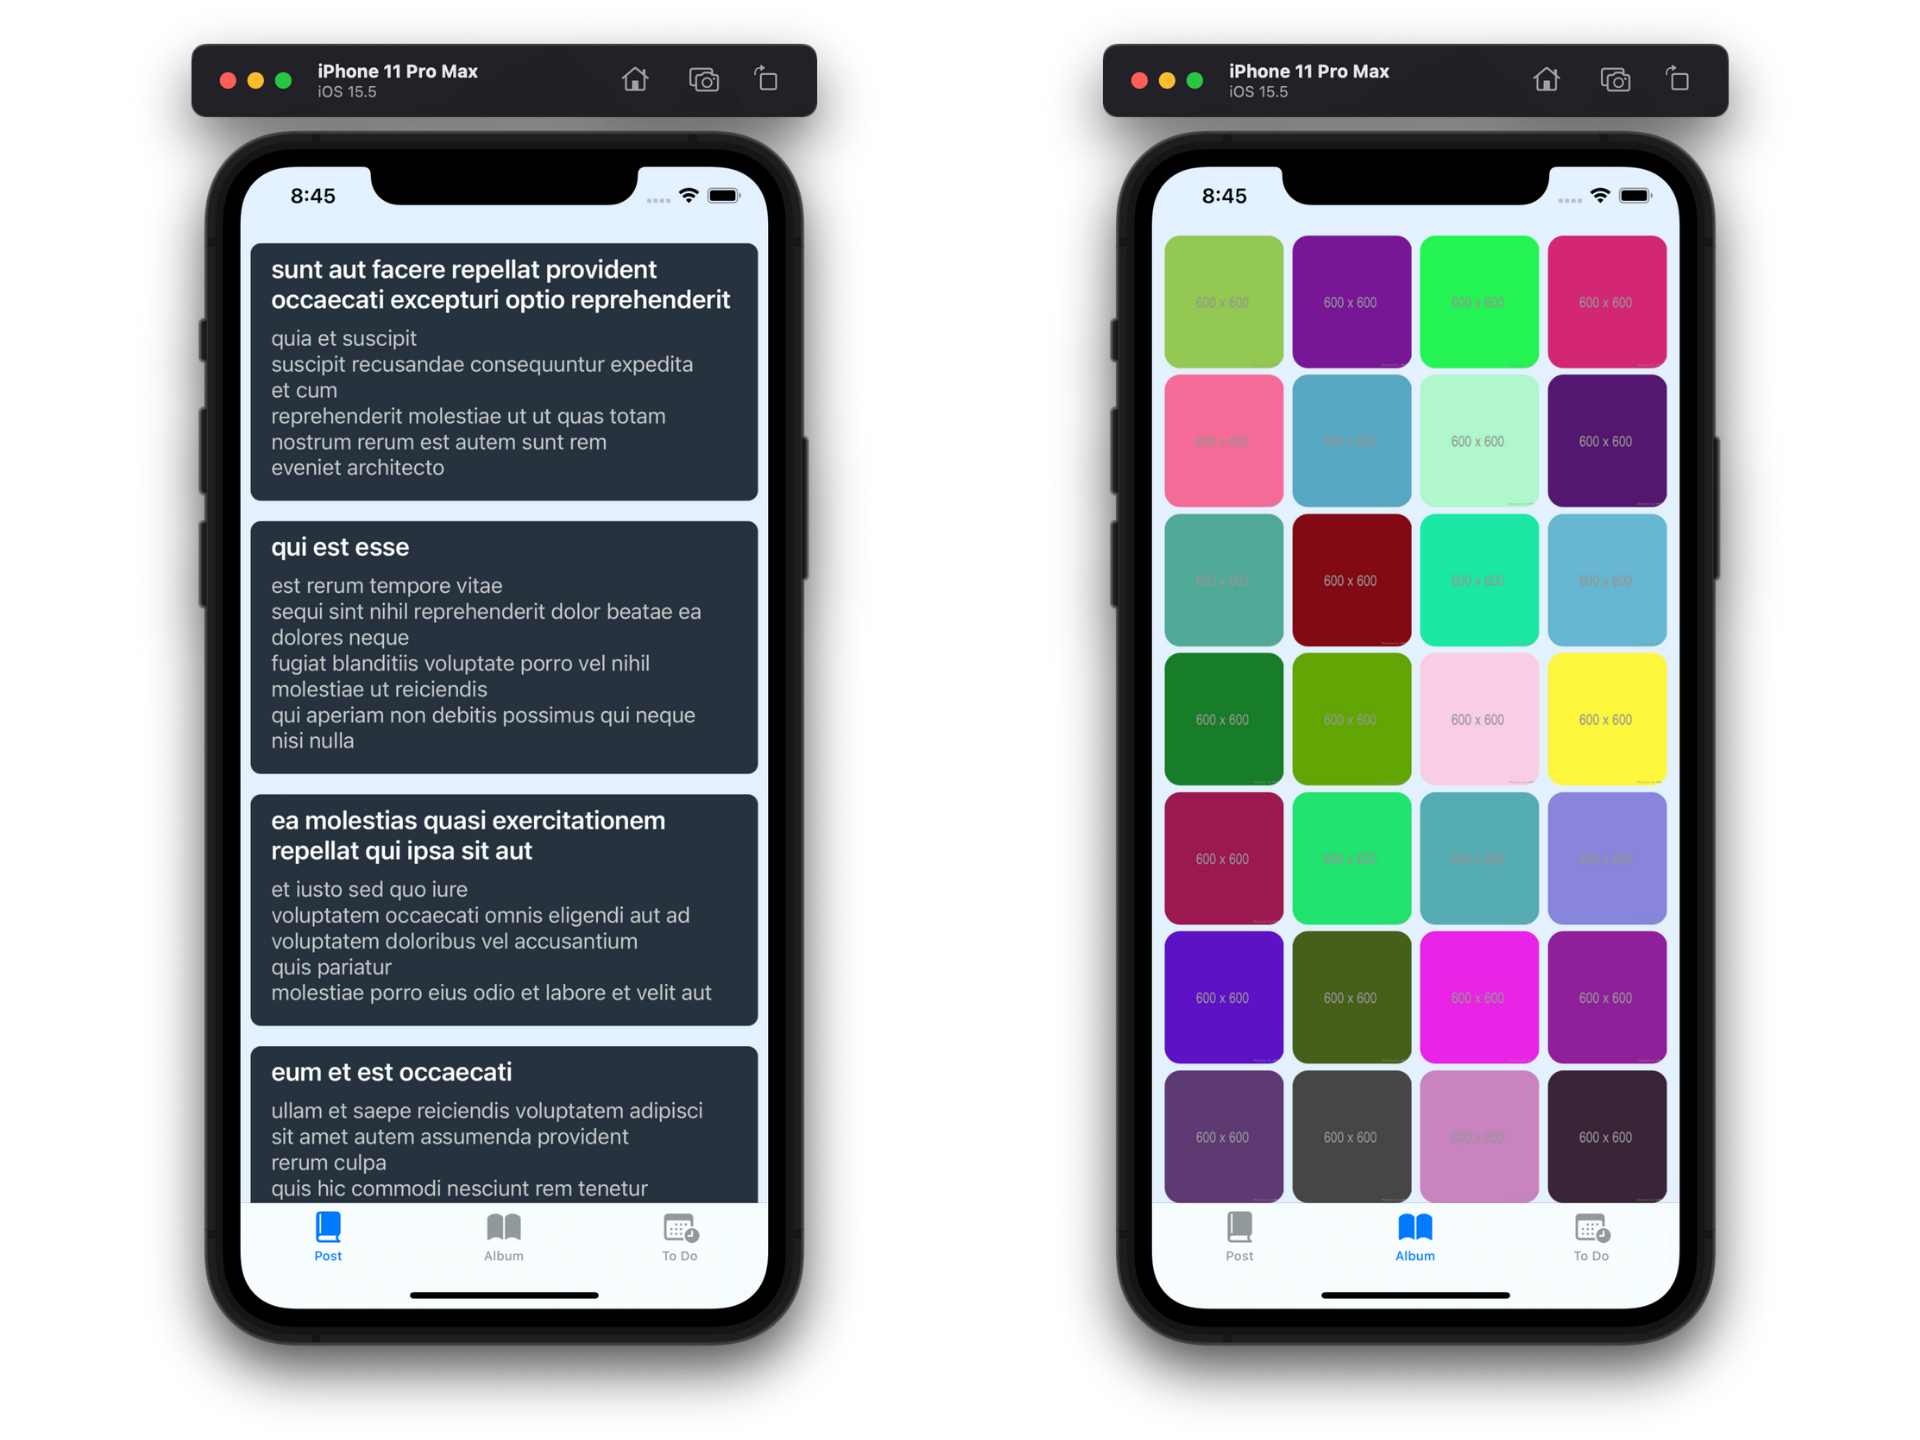 iPhone 11 Pro Max
iOS 15.5
8:45
sunt aut facere repellat provident
occaecati excepturi optio reprehenderit
quia et suscipit
suscipit recusandae consequuntur expedita
et cum
reprehenderit molestiae ut ut quas totam
nostrum rerum est autem sunt rem
eveniet architecto
qui est esse
est rerum tempore vitae
sequi sint nihil reprehenderit dolor beatae ea
dolores neque
fugiat blanditiis voluptate porro vel nihil
molestiae ut reiciendis
qui aperiam non debitis possimus qui neque
nisi nulla
ea molestias quasi exercitationem
repellat qui ipsa sit aut
et iusto sed quo iure
voluptatem occaecati omnis eligendi aut ad
voluptatem doloribus vel accusantium
quis pariatur
molestiae porro eius odio et labore et velit aut
eum et est occaecati
ullam et saepe reiciendis voluptatem adipisci
sit amet autem assumenda provident
rerum culpa
quis hic commodi nesciunt rem tenetur
Post Album To Do
iPhone 11 Pro Max
iOS 15.5
8:45
600 x 600 600 x 600 600 x 600 600 x 600
600 x 600 600 x 600 600 x 600 600 x 600
600 x 600 600 x 600 600 x 600 600 x 600
600 x 600 600 x 600 600 x 600 600 x 600
600 x 600 600 x 600 600 x 600 600 x 600
600 x 600 600 x 600 600 x 600 600 x 600
600 x 600 600 x 600 600 x 600 600 x 600
Post Album To Do